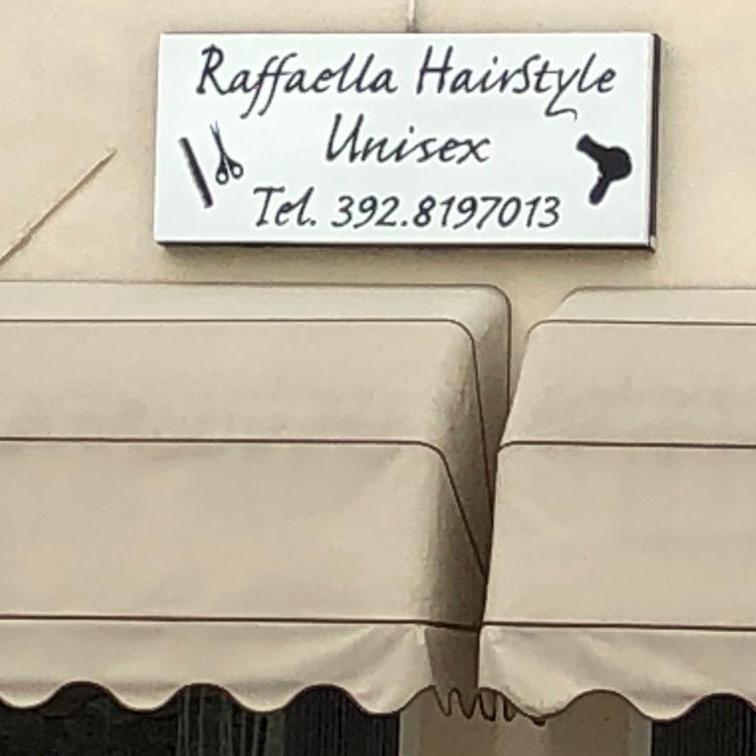 Raffaella HairStyle
Unisex
Tel. 392.8197013